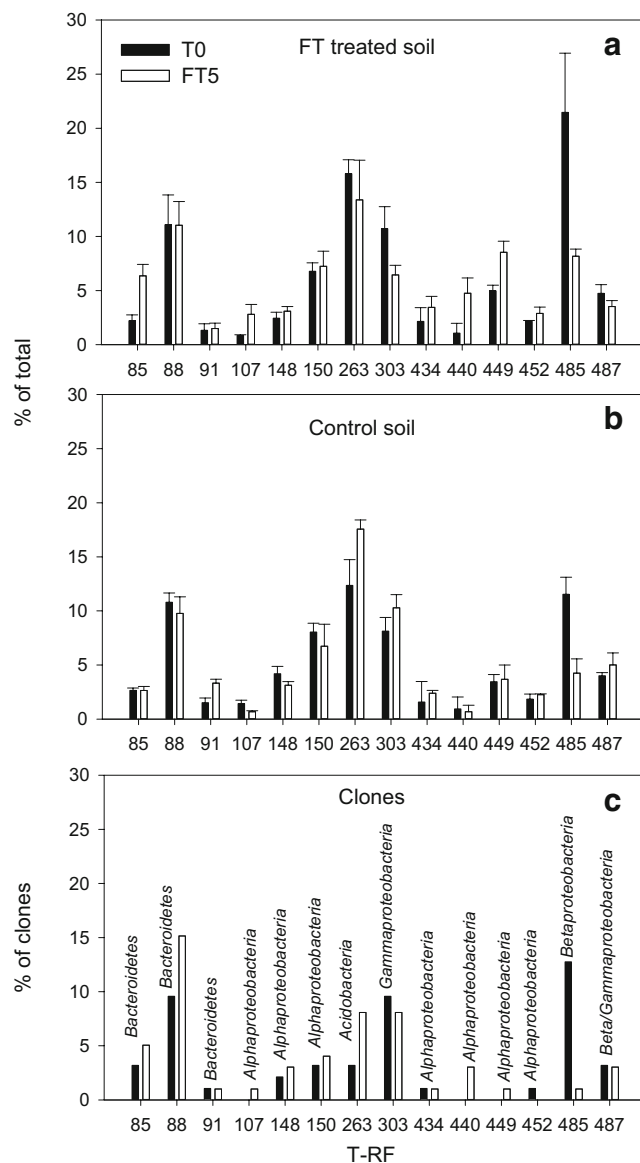 FT treated soil
a
T0
FT5
30
25
20
15
10
5
0
85 88 91 107 148 150 263 303 434 440 449 452 485 487
% of total
Control soil
b
30
25
20
15
10
5
0
85 88 91 107 148 150 263 303 434 440 449 452 485 487
Clones
c
30
25
20
15
10
5
0
% of clones
Bacteroidetes
Bacteroidetes
Bacteroidetes
Alphaproteobacteria
Alphaproteobacteria
Alphaproteobacteria
Acidobacteria
Gammaproteobacteria
Alphaproteobacteria
Alphaproteobacteria
Alphaproteobacteria
Alphaproteobacteria
Betaproteobacteria
Beta/Gammaproteobacteria
85 88 91 107 148 150 263 303 434 440 449 452 485 487
T-RF